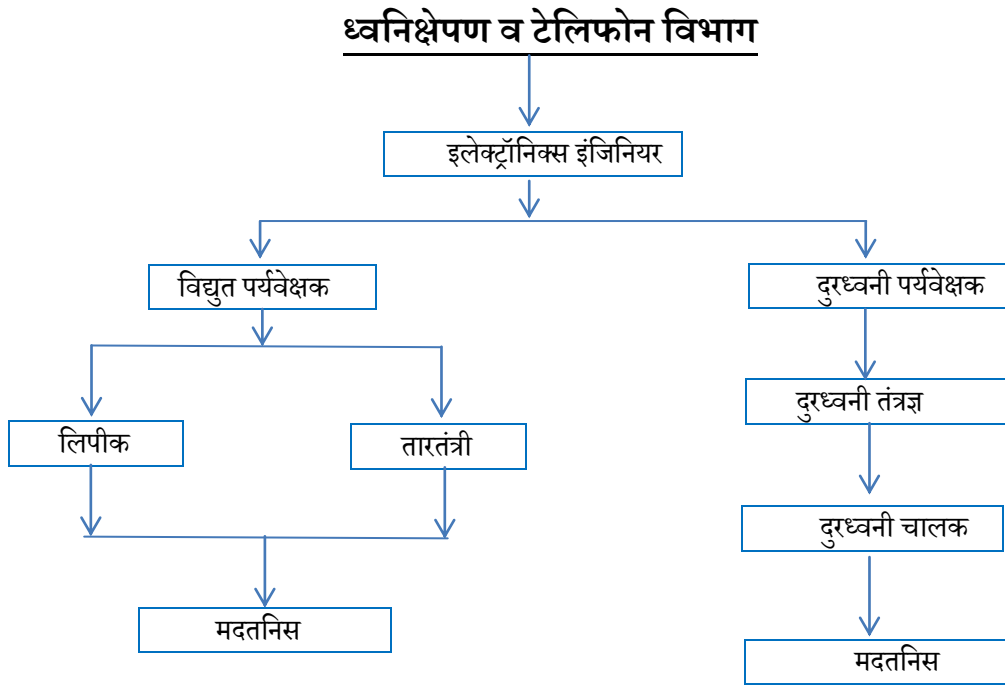 ध्वनिक्षेपण व टेलिफोन विभाग
इलेक्ट्रॉनिक्स इंजिनियर
विद्युत पर्यवेक्षक
दुरध्वनी पर्यवेक्षक
दुरध्वनी तंत्रज्ञ
लिपीक
तारतंत्री
दुरध्वनी चालक
मदतनिस
मदतनिस